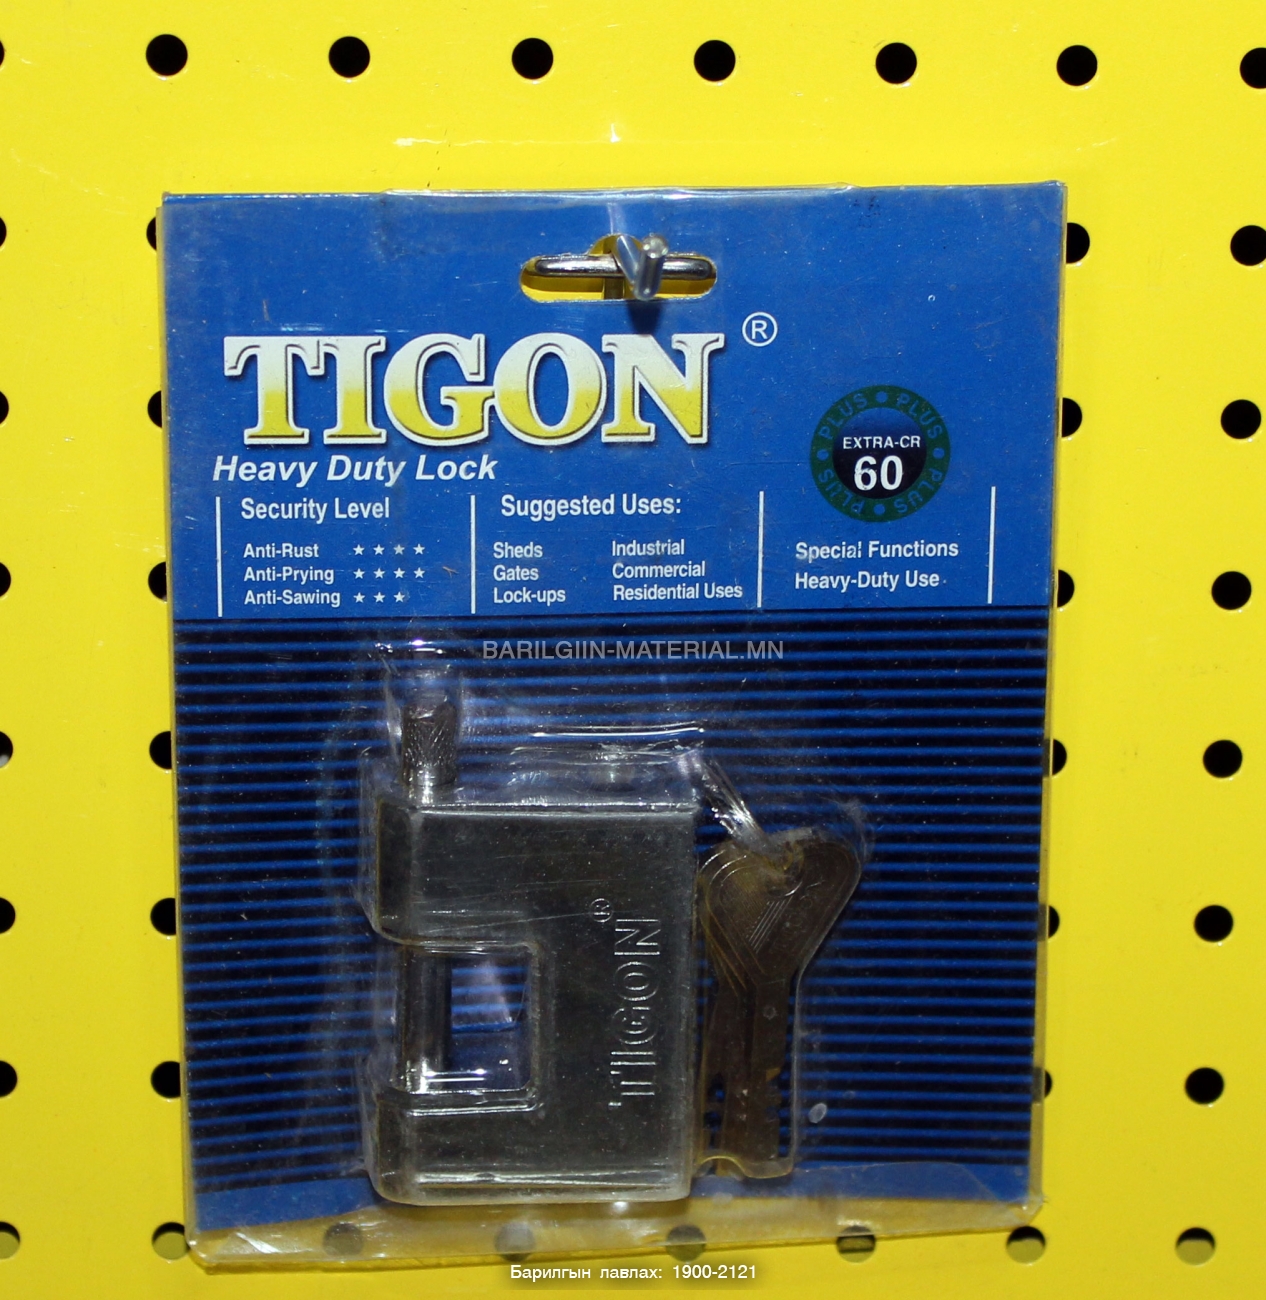 TIGON ®
Heavy Duty Lock
PLUS • PLUS • PLUS • PLUS • PLUS •
EXTRA-CR
60
Security Level
Anti-Rust ★ ★ ★ ★
Anti-Prying ★ ★ ★ ★
Anti-Sawing ★ ★ ★
Suggested Uses:
Sheds Industrial
Gates Commercial
Lock-ups Residential Uses
Special Functions
Heavy-Duty Use
BARILGIIN-MATERIAL.MN
TIGON ®
Барилгын лавлах: 1900-2121